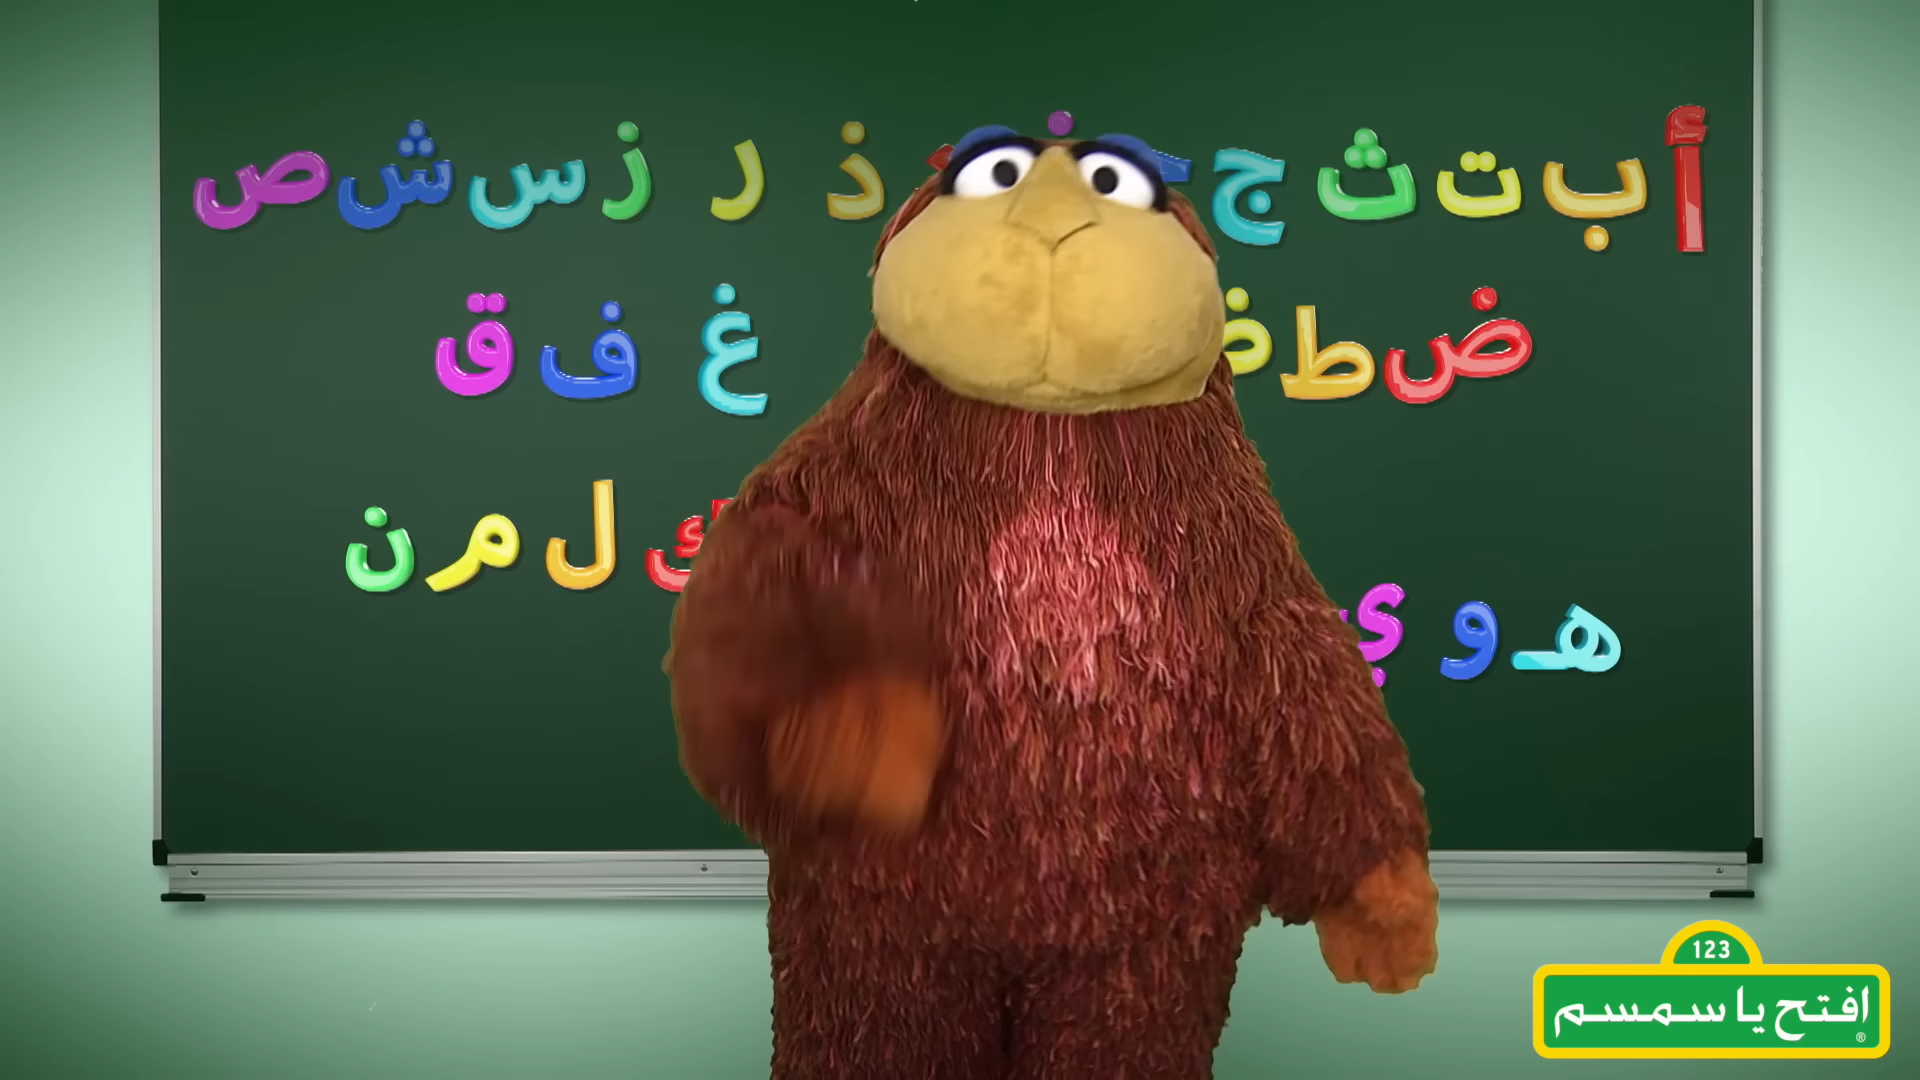 أ ب ت ث ج ذ ر ز س ش ص
ض ط غ ف ق
ل م ن
هـ و ي
123
افتح يا سمسم